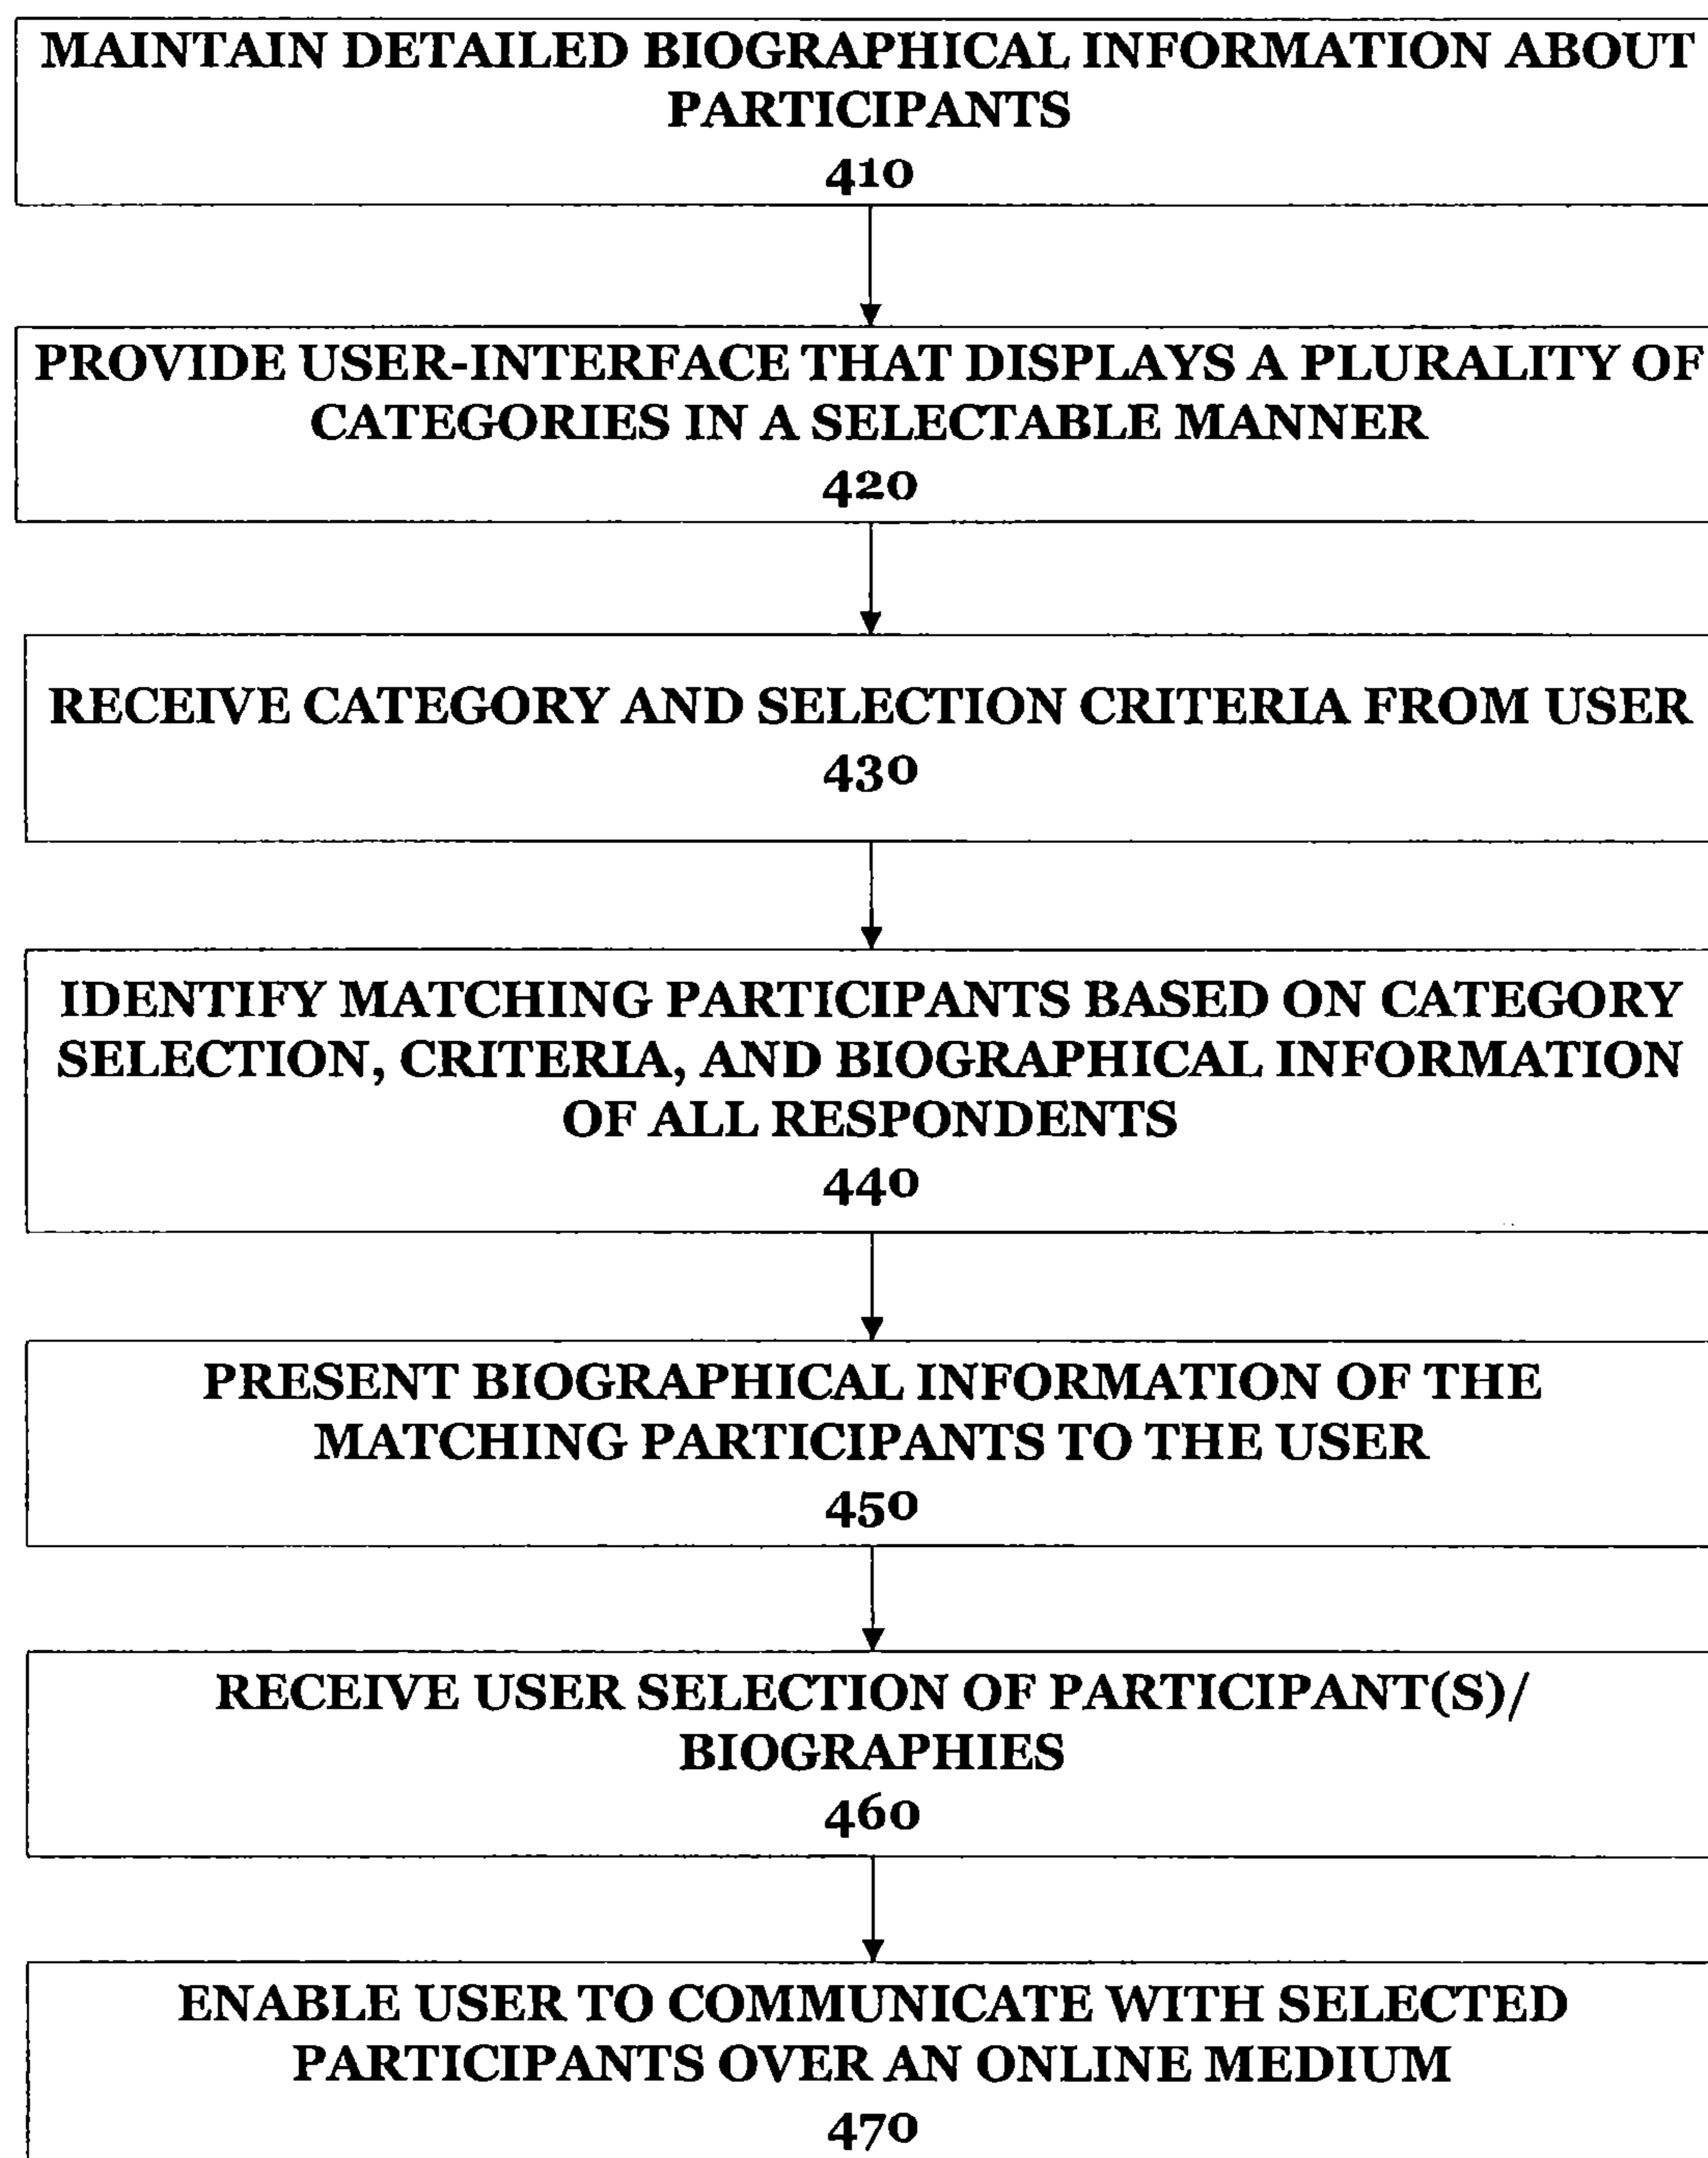 MAINTAIN DETAILED BIOGRAPHICAL INFORMATION ABOUT
PARTICIPANTS
410
PROVIDE USER-INTERFACE THAT DISPLAYS A PLURALITY OF
CATEGORIES IN A SELECTABLE MANNER
420
RECEIVE CATEGORY AND SELECTION CRITERIA FROM USER
430
IDENTIFY MATCHING PARTICIPANTS BASED ON CATEGORY
SELECTION, CRITERIA, AND BIOGRAPHICAL INFORMATION
OF ALL RESPONDENTS
440
PRESENT BIOGRAPHICAL INFORMATION OF THE
MATCHING PARTICIPANTS TO THE USER
450
RECEIVE USER SELECTION OF PARTICIPANT(S)/
BIOGRAPHIES
460
ENABLE USER TO COMMUNICATE WITH SELECTED
PARTICIPANTS OVER AN ONLINE MEDIUM
470